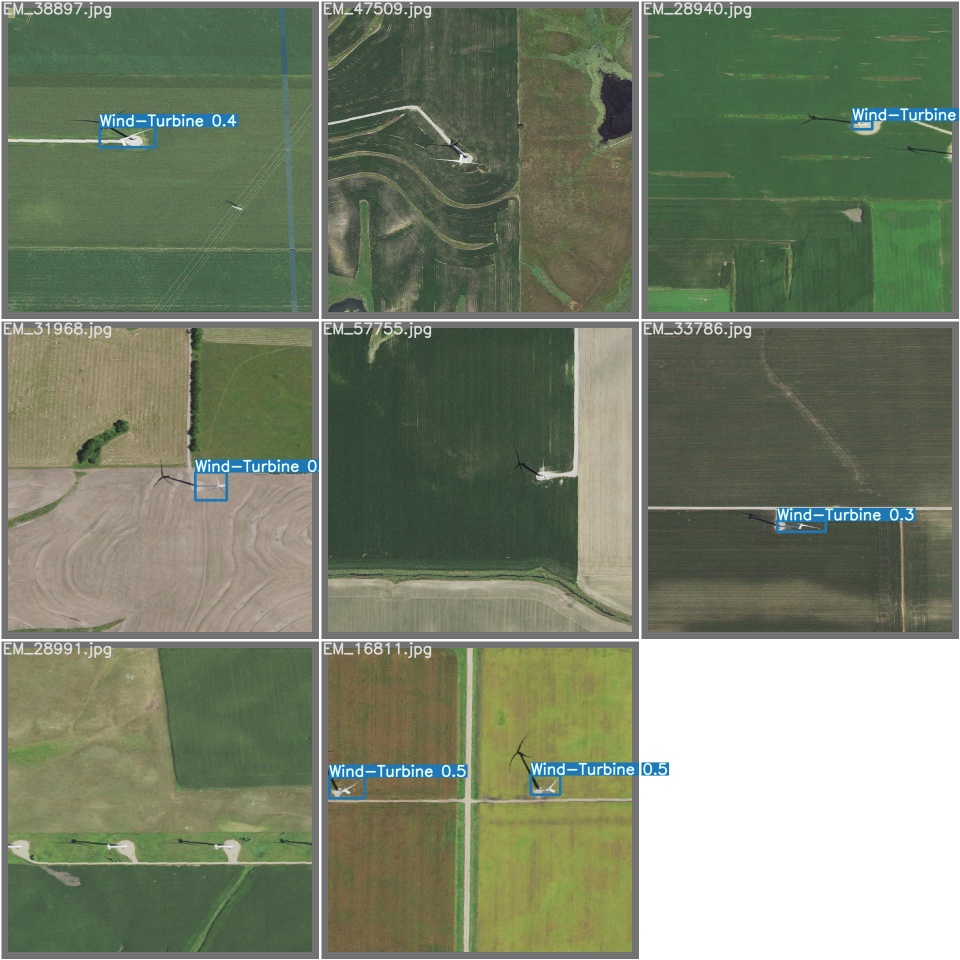 EM_38897.jpg
EM_47509.jpg
EM_28940.jpg
Wind-Turbine 0.4
Wind-Turbine
EM_31968.jpg
EM_57755.jpg
EM_33786.jpg
Wind-Turbine 0
Wind-Turbine 0.3
EM_28991.jpg
EM_16811.jpg
Wind-Turbine 0.5
Wind-Turbine 0.5